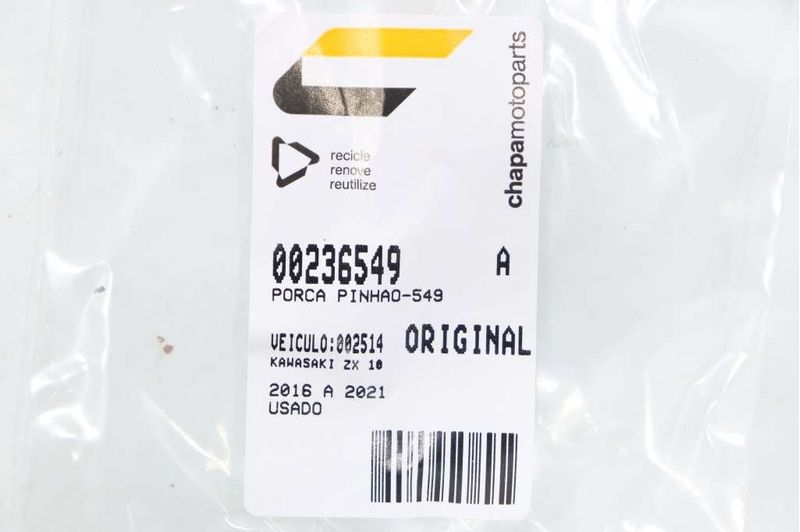 chapamotoparts
recicle
renove
reutilize
00236549 A
PORCA PINHAO-549
VEICULO:002514 ORIGINAL
KAWASAKI ZX 10
2016 A 2021
USADO